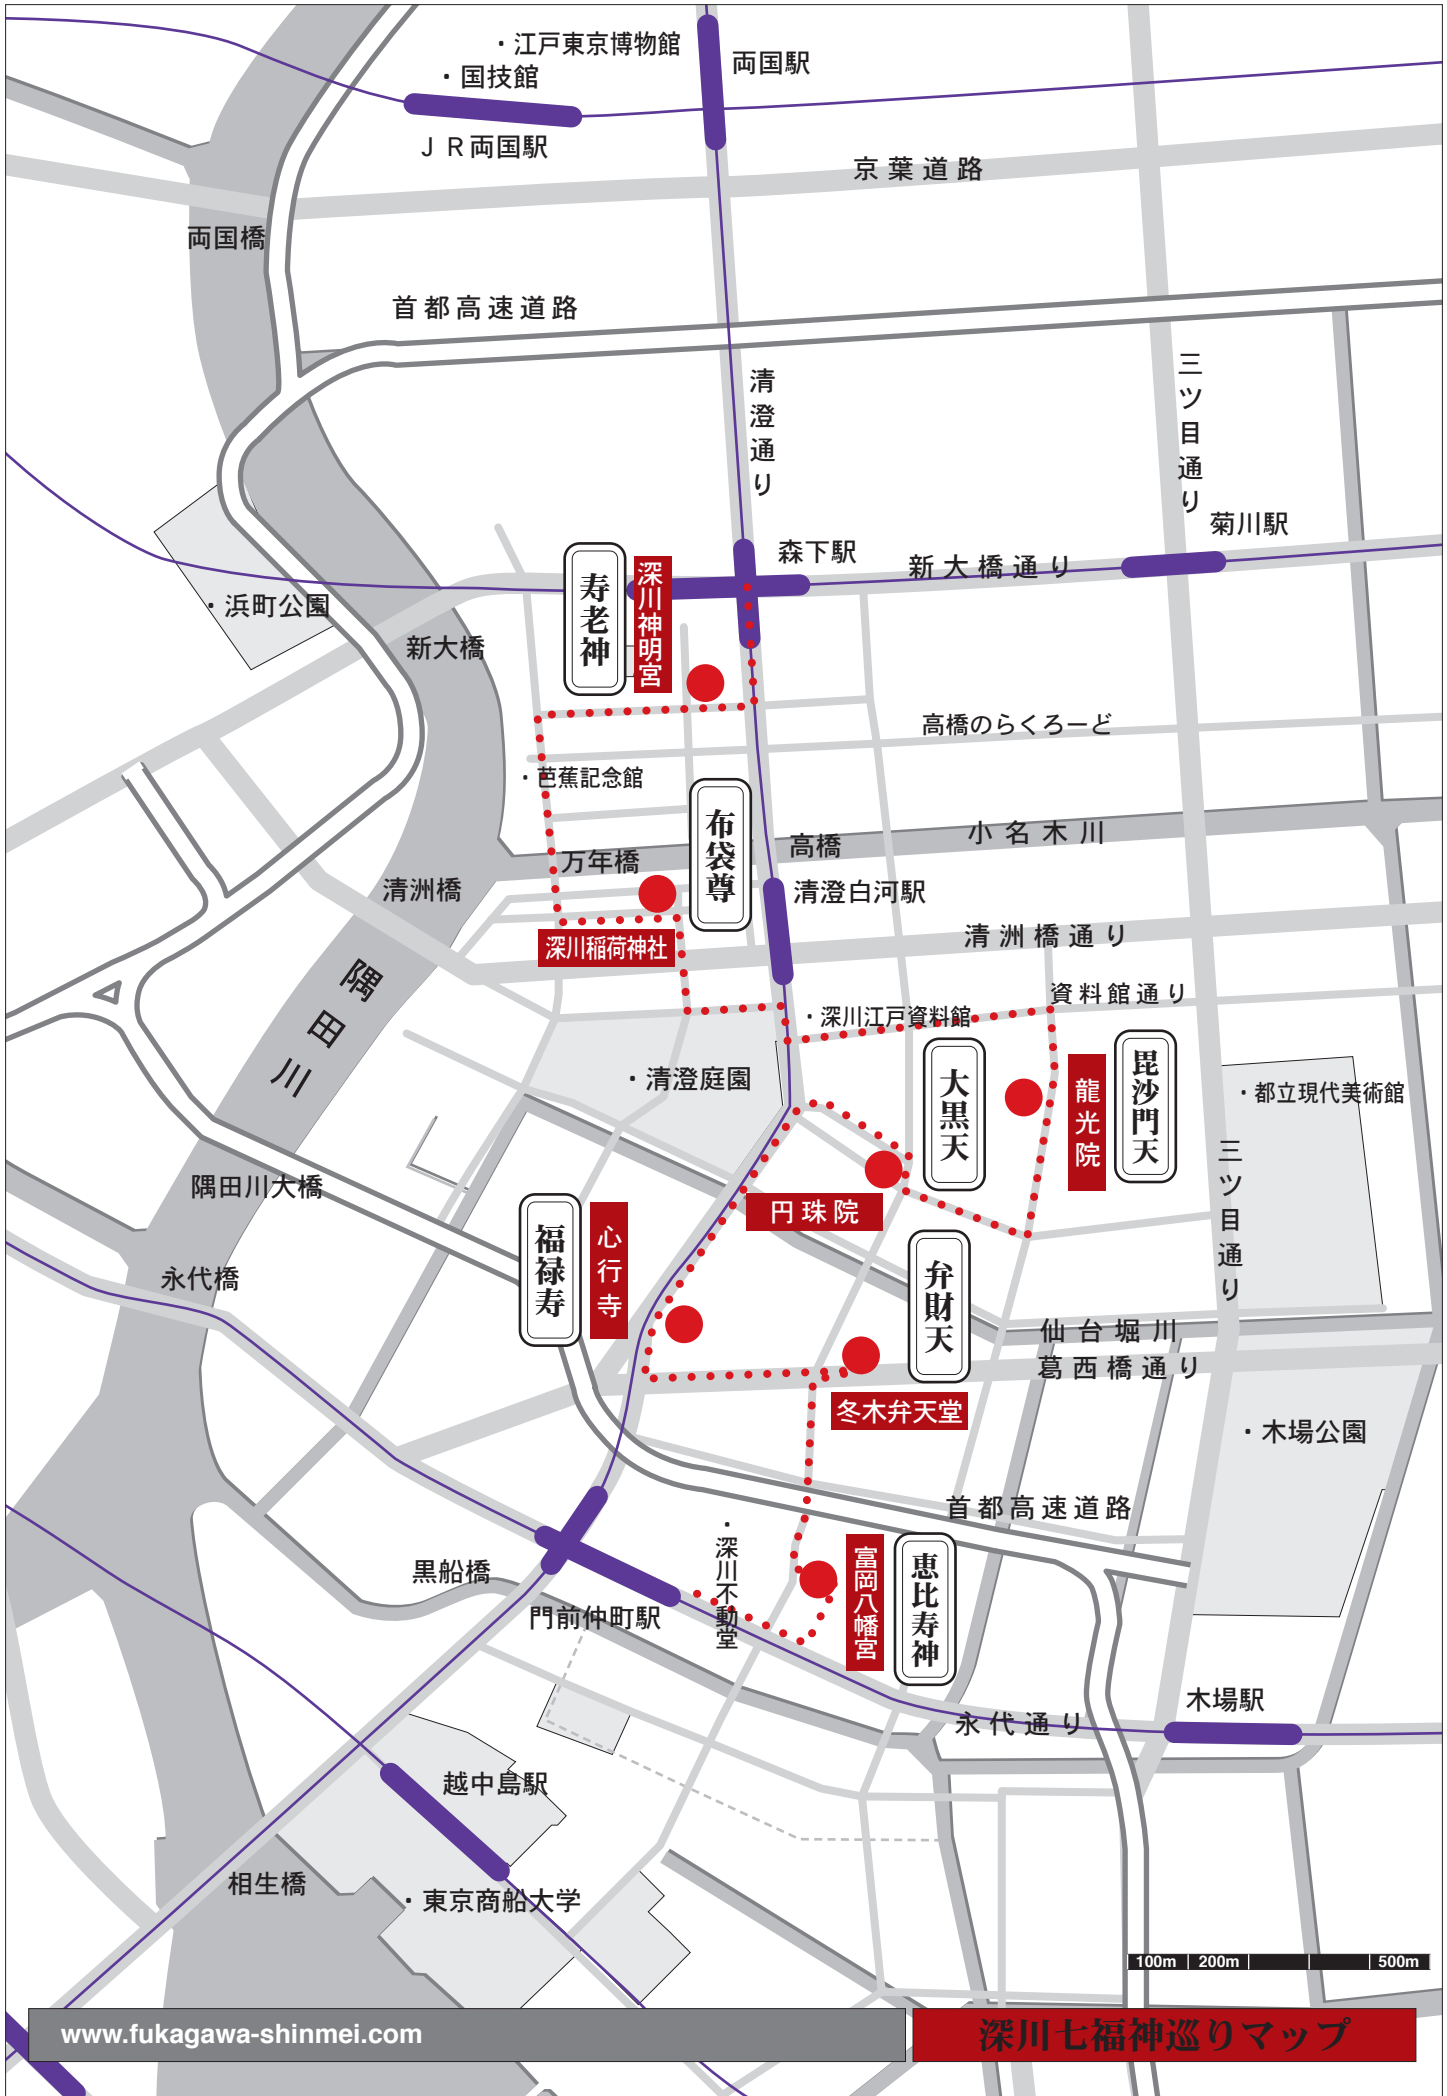 ・江戸東京博物館
・国技館
両国駅
ＪＲ両国駅
京葉道路
両国橋
首都高速道路
清澄通り
三ツ目通り
菊川駅
森下駅
新大橋通り
寿老神
深川神明宮
・浜町公園
新大橋
高橋のらくろーど
・芭蕉記念館
布袋尊
小名木川
高橋
万年橋
清洲橋
清澄白河駅
清洲橋通り
深川稲荷神社
隅田川
資料館通り
・深川江戸資料館
大黒天
毘沙門天
龍光院
・清澄庭園
・都立現代美術館
三ツ目通り
隅田川大橋
円珠院
福禄寿
心行寺
弁財天
永代橋
仙台堀川
葛西橋通り
冬木弁天堂
・木場公園
首都高速道路
・深川不動堂
富岡八幡宮
恵比寿神
黒船橋
門前仲町駅
木場駅
永代通り
越中島駅
相生橋
・東京商船大学
100m 200m 500m
www.fukagawa-shinmei.com
深川七福神巡りマップ